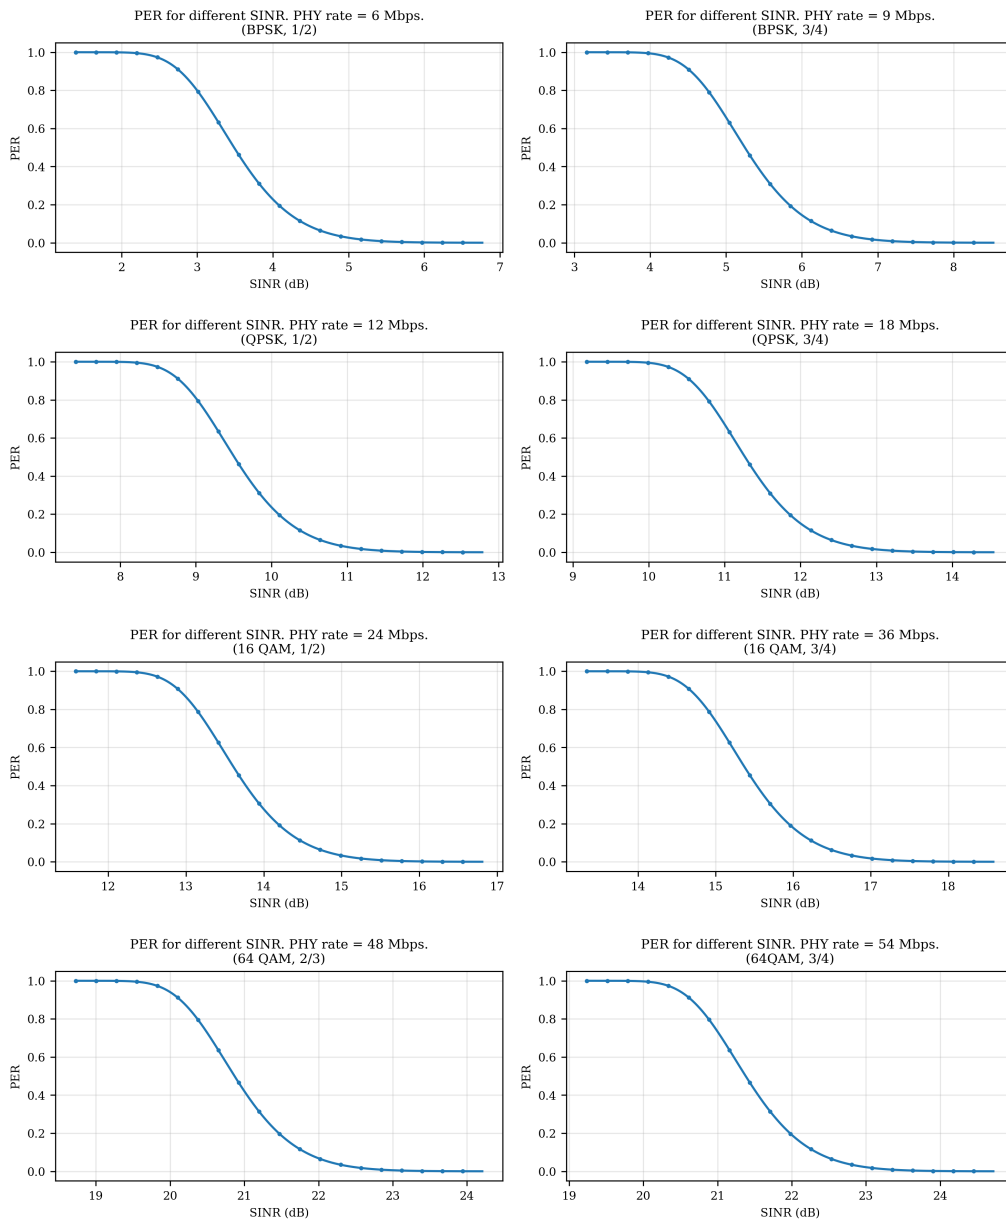 PER for different SINR. PHY rate = 6 Mbps.
(BPSK, 1/2)
1.0
0.8
0.6
0.4
0.2
0.0
PER
2 3 4 5 6 7
SINR (dB)
PER for different SINR. PHY rate = 9 Mbps.
(BPSK, 3/4)
1.0
0.8
0.6
0.4
0.2
0.0
PER
3 4 5 6 7 8
SINR (dB)
PER for different SINR. PHY rate = 12 Mbps.
(QPSK, 1/2)
1.0
0.8
0.6
0.4
0.2
0.0
PER
8 9 10 11 12 13
SINR (dB)
PER for different SINR. PHY rate = 18 Mbps.
(QPSK, 3/4)
1.0
0.8
0.6
0.4
0.2
0.0
PER
9 10 11 12 13 14
SINR (dB)
PER for different SINR. PHY rate = 24 Mbps.
(16 QAM, 1/2)
1.0
0.8
0.6
0.4
0.2
0.0
PER
12 13 14 15 16 17
SINR (dB)
PER for different SINR. PHY rate = 36 Mbps.
(16 QAM, 3/4)
1.0
0.8
0.6
0.4
0.2
0.0
PER
14 15 16 17 18
SINR (dB)
PER for different SINR. PHY rate = 48 Mbps.
(64 QAM, 2/3)
1.0
0.8
0.6
0.4
0.2
0.0
PER
19 20 21 22 23 24
SINR (dB)
PER for different SINR. PHY rate = 54 Mbps.
(64QAM, 3/4)
1.0
0.8
0.6
0.4
0.2
0.0
PER
19 20 21 22 23 24
SINR (dB)